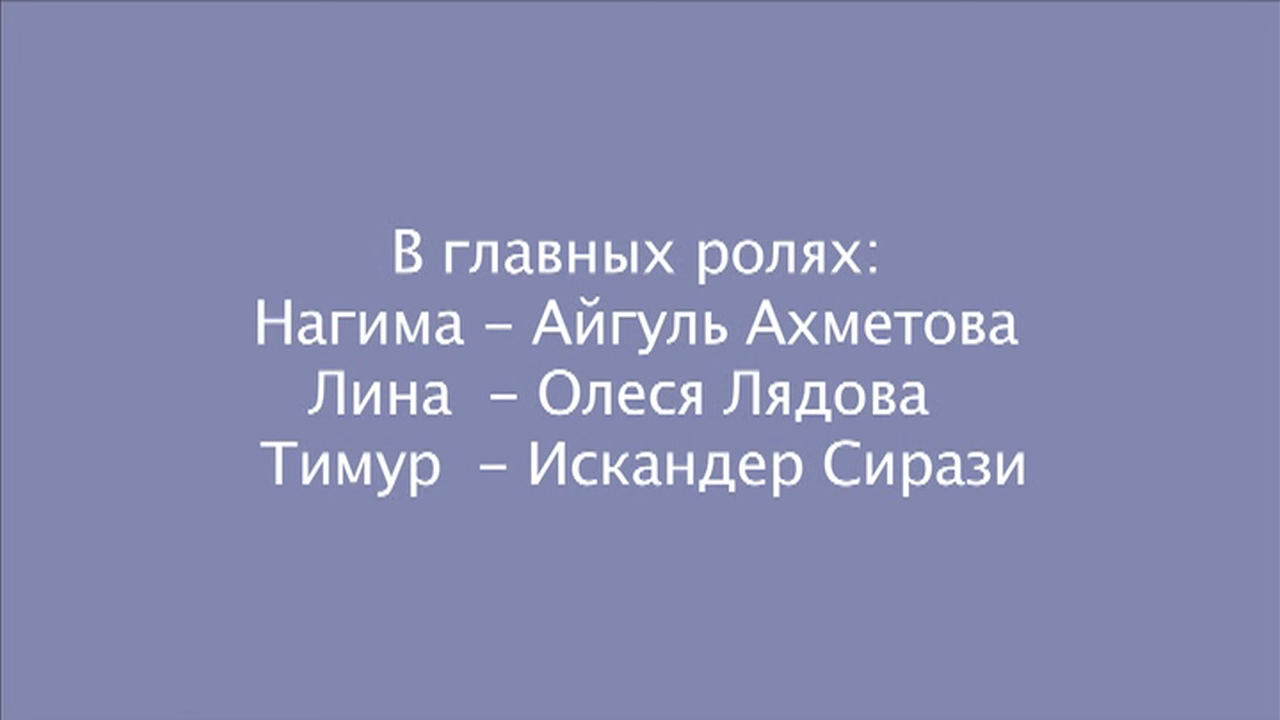 В главных ролях:
Нагима – Айгуль Ахметова
Лина – Олеся Лядова
Тимур – Искандер Сирази